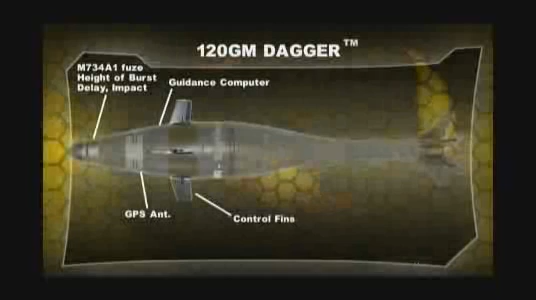 120GM DAGGER™
M734A1 fuze
Height of Burst
Delay, Impact
Guidance Computer
GPS Ant.
Control Fins